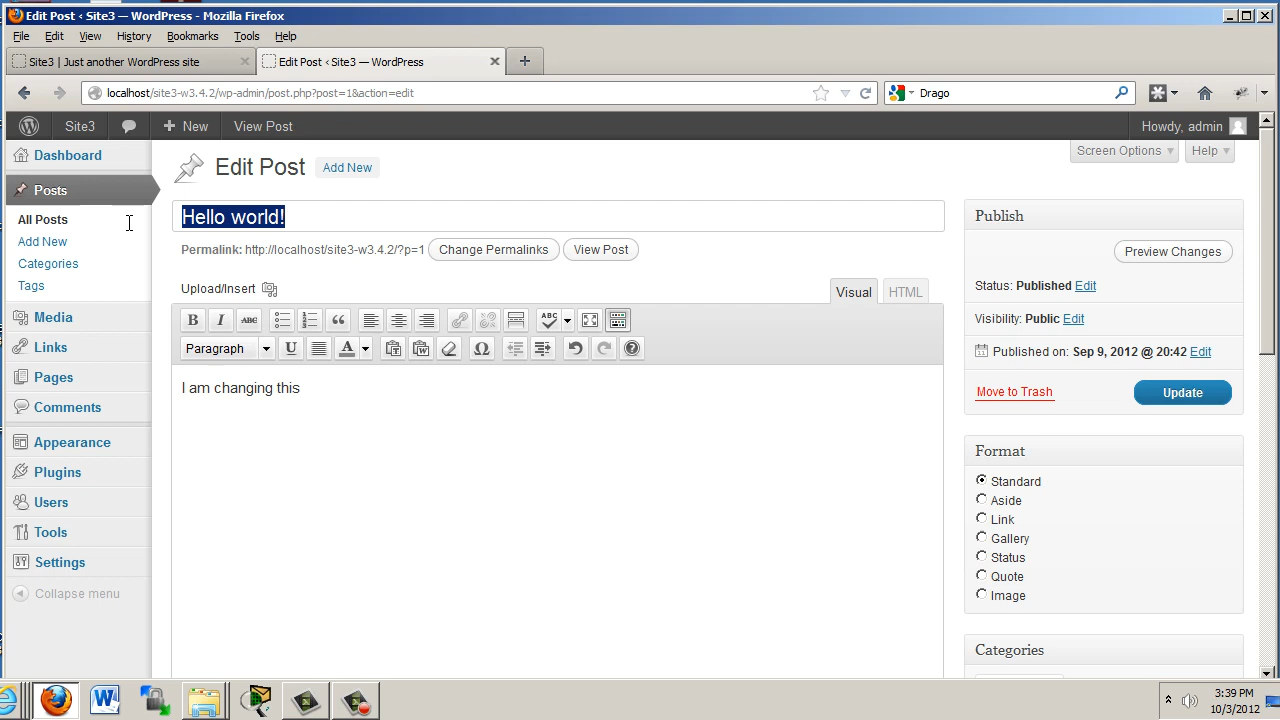 Edit Post ‹ Site3 — WordPress - Mozilla Firefox
File Edit View History Bookmarks Tools Help
Site3 | Just another WordPress site
Edit Post ‹ Site3 — WordPress
localhost/site3-w3.4.2/wp-admin/post.php?post=1&action=edit
Drago
Site3
New
View Post
Howdy, admin
Screen Options
Help
Dashboard
Posts
All Posts
Add New
Categories
Tags
Media
Links
Pages
Comments
Appearance
Plugins
Users
Tools
Settings
Collapse menu
Edit Post Add New
Hello world!
Permalink: http://localhost/site3-w3.4.2/?p=1 Change Permalinks View Post
Upload/Insert
Visual HTML
B I ABC ABC
Paragraph U A Ω
I am changing this
Publish
Preview Changes
Status: Published Edit
Visibility: Public Edit
Published on: Sep 9, 2012 @ 20:42 Edit
Move to Trash Update
Format
Standard
Aside
Link
Gallery
Status
Quote
Image
Categories
3:39 PM
10/3/2012